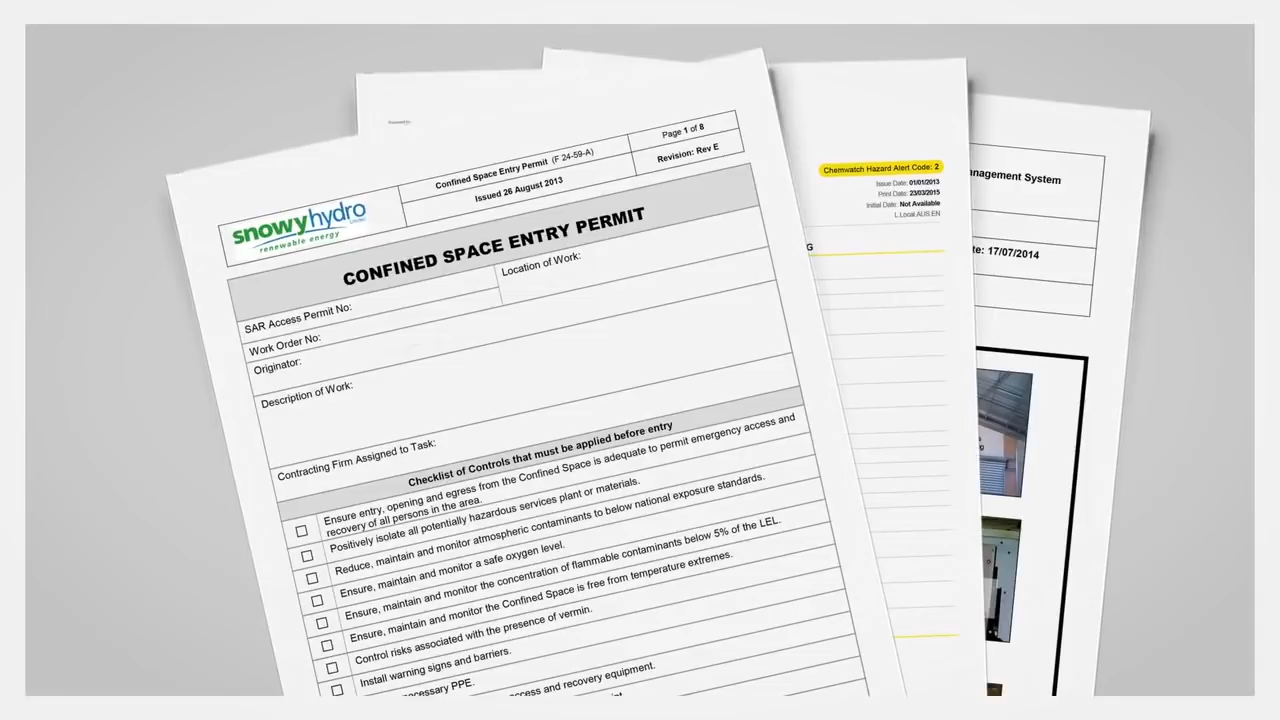 snowyhydro
Limited
renewable energy
Confined Space Entry Permit (F 24-59-A)
Issued 26 August 2013
Page 1 of 8
Revision: Rev E
CONFINED SPACE ENTRY PERMIT
SAR Access Permit No:
Location of Work:
Work Order No:
Originator:
Description of Work:
Contracting Firm Assigned to Task:
Checklist of Controls that must be applied before entry
Ensure entry, opening and egress from the Confined Space is adequate to permit emergency access and
recovery of all persons in the area.
Positively isolate all potentially hazardous services plant or materials.
Reduce, maintain and monitor atmospheric contaminants to below national exposure standards.
Ensure, maintain and monitor a safe oxygen level.
Ensure, maintain and monitor the concentration of flammable contaminants below 5% of the LEL.
Ensure, maintain and monitor the Confined Space is free from temperature extremes.
Control risks associated with the presence of vermin.
Install warning signs and barriers.
cessary PPE.
access and recovery equipment.
Chemwatch Hazard Alert Code: 2
Issue Date: 01/01/2013
Print Date: 23/03/2015
Initial Date: Not Available
L.Local.AUS.EN
G
anagement System
te: 17/07/2014